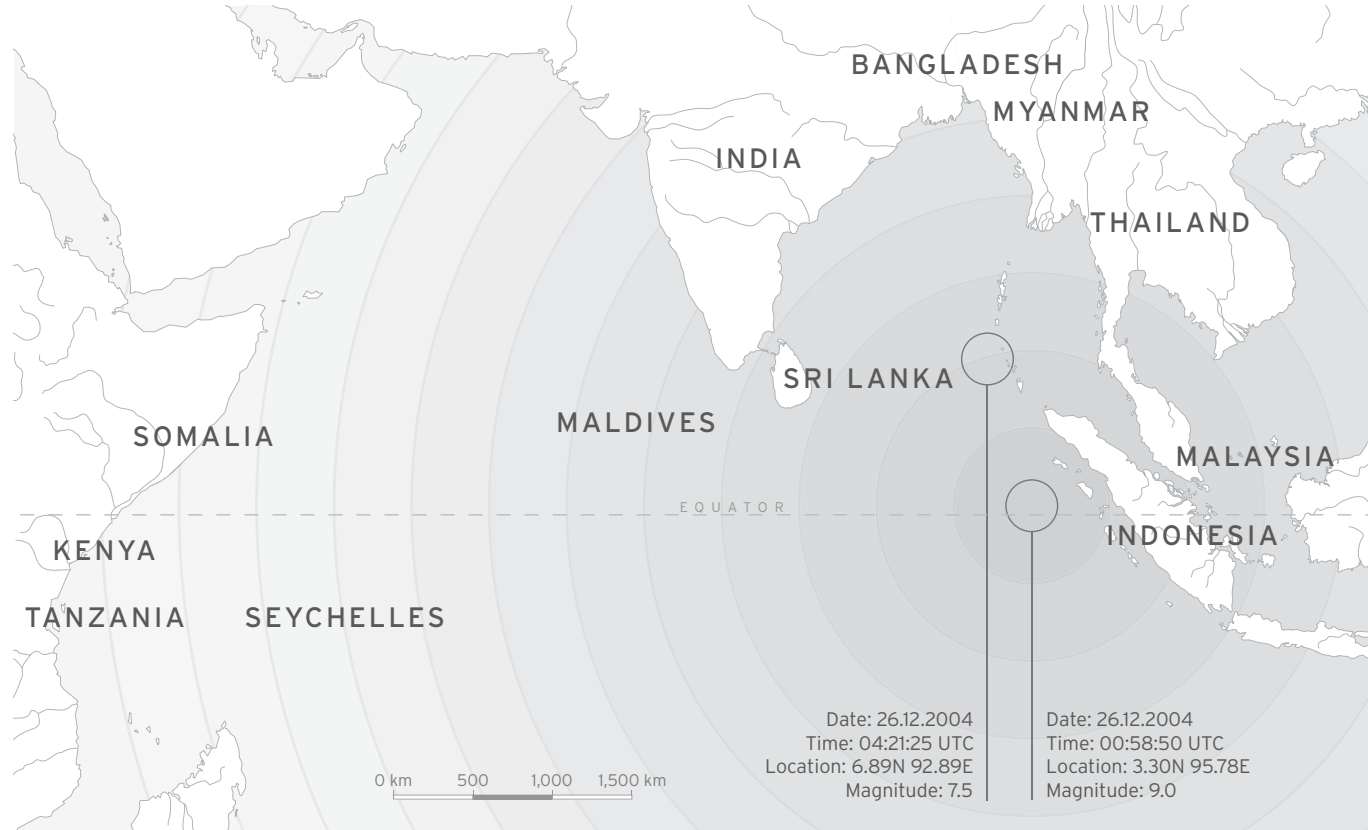 BANGLADESH
MYANMAR
INDIA
THAILAND
SRI LANKA
MALDIVES
SOMALIA
MALAYSIA
EQUATOR
INDONESIA
KENYA
TANZANIA
SEYCHELLES
Date: 26.12.2004
Time: 04:21:25 UTC
Location: 6.89N 92.89E
Magnitude: 7.5
Date: 26.12.2004
Time: 00:58:50 UTC
Location: 3.30N 95.78E
Magnitude: 9.0
0 km 500 1,000 1,500 km